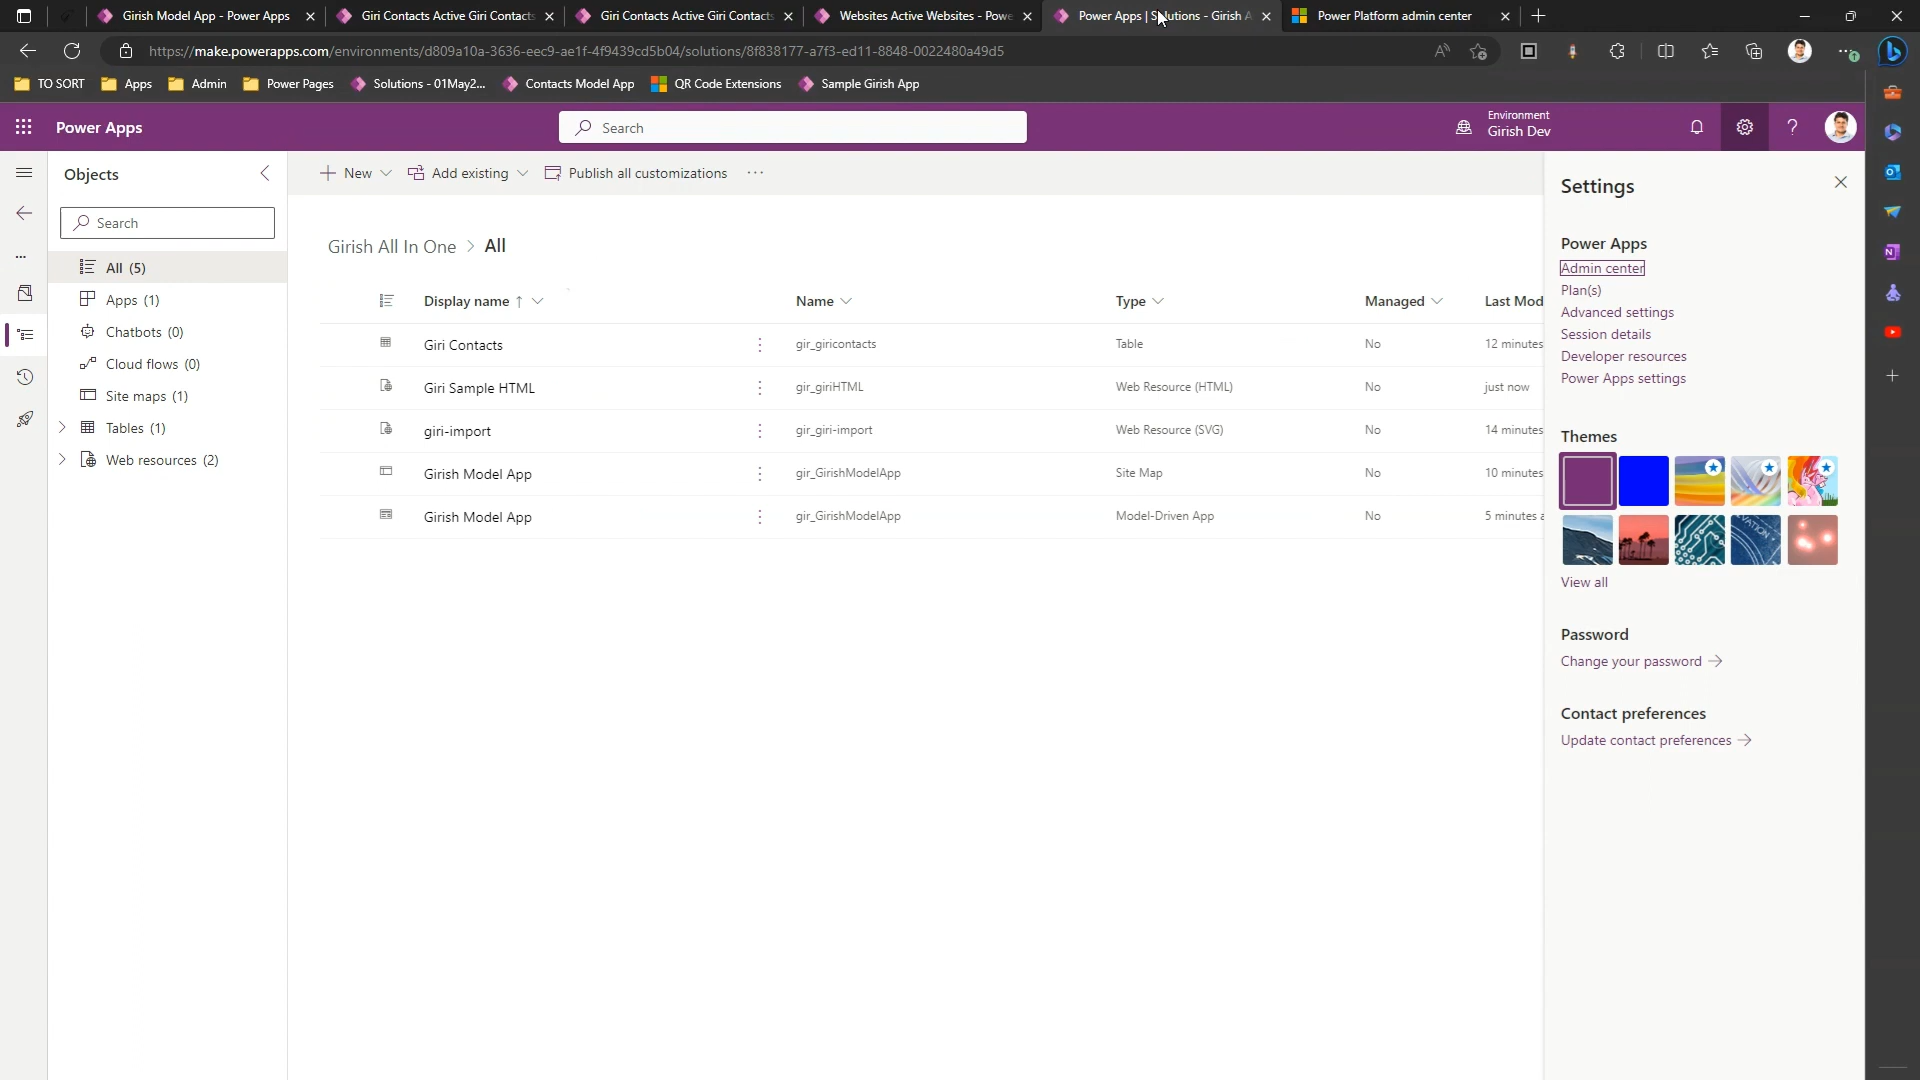 Girish Model App - Power Apps
Giri Contacts Active Giri Contacts
Giri Contacts Active Giri Contacts
Websites Active Websites - Powe
Power Apps | Solutions - Girish A
Power Platform admin center
https://make.powerapps.com/environments/d809a10a-3636-eec9-ae1f-4f9439cd5b04/solutions/8f838177-a7f3-ed11-8848-0022480a49d5
TO SORT
Apps
Admin
Power Pages
Solutions - 01May2...
Contacts Model App
QR Code Extensions
Sample Girish App
Power Apps
Search
Environment
Girish Dev
Objects
Search
All (5)
Apps (1)
Chatbots (0)
Cloud flows (0)
Site maps (1)
Tables (1)
Web resources (2)
New
Add existing
Publish all customizations
Girish All In One > All
Display name ↑ Name Type Managed Last Mod
Giri Contacts gir_giricontacts Table No 12 minutes
Giri Sample HTML gir_giriHTML Web Resource (HTML) No just now
giri-import gir_giri-import Web Resource (SVG) No 14 minutes
Girish Model App gir_GirishModelApp Site Map No 10 minutes
Girish Model App gir_GirishModelApp Model-Driven App No 5 minutes a
Settings
Power Apps
Admin center
Plan(s)
Advanced settings
Session details
Developer resources
Power Apps settings
Themes
View all
Password
Change your password
Contact preferences
Update contact preferences